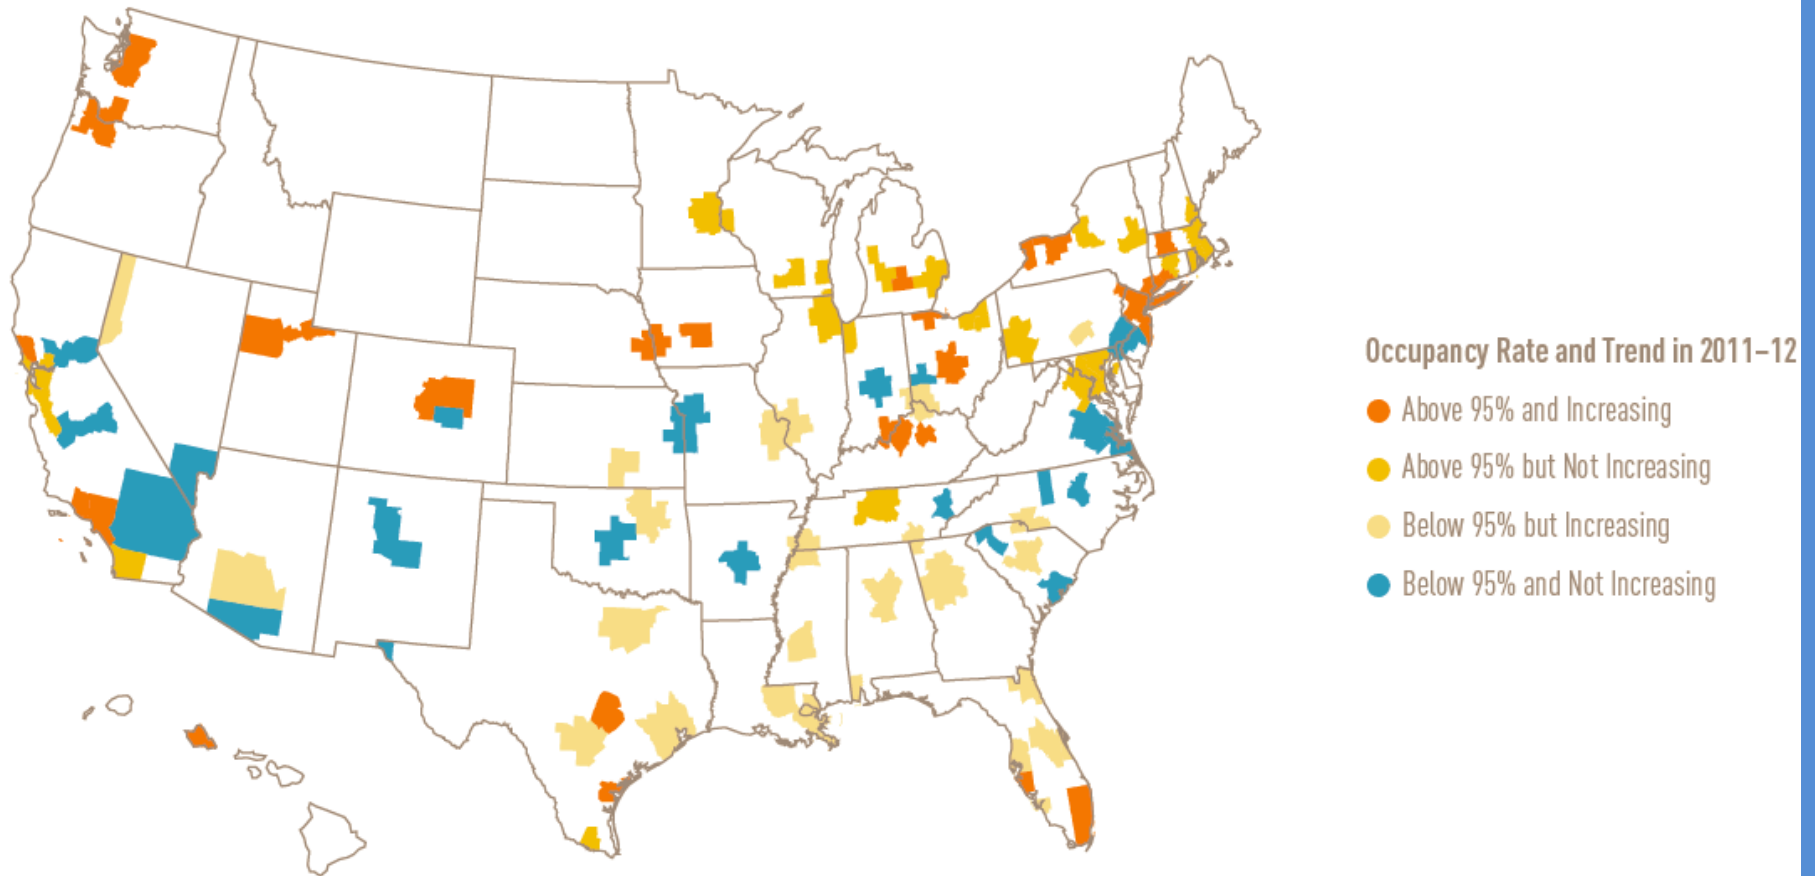 Occupancy Rate and Trend in 2011–12
Above 95% and Increasing
Above 95% but Not Increasing
Below 95% but Increasing
Below 95% and Not Increasing